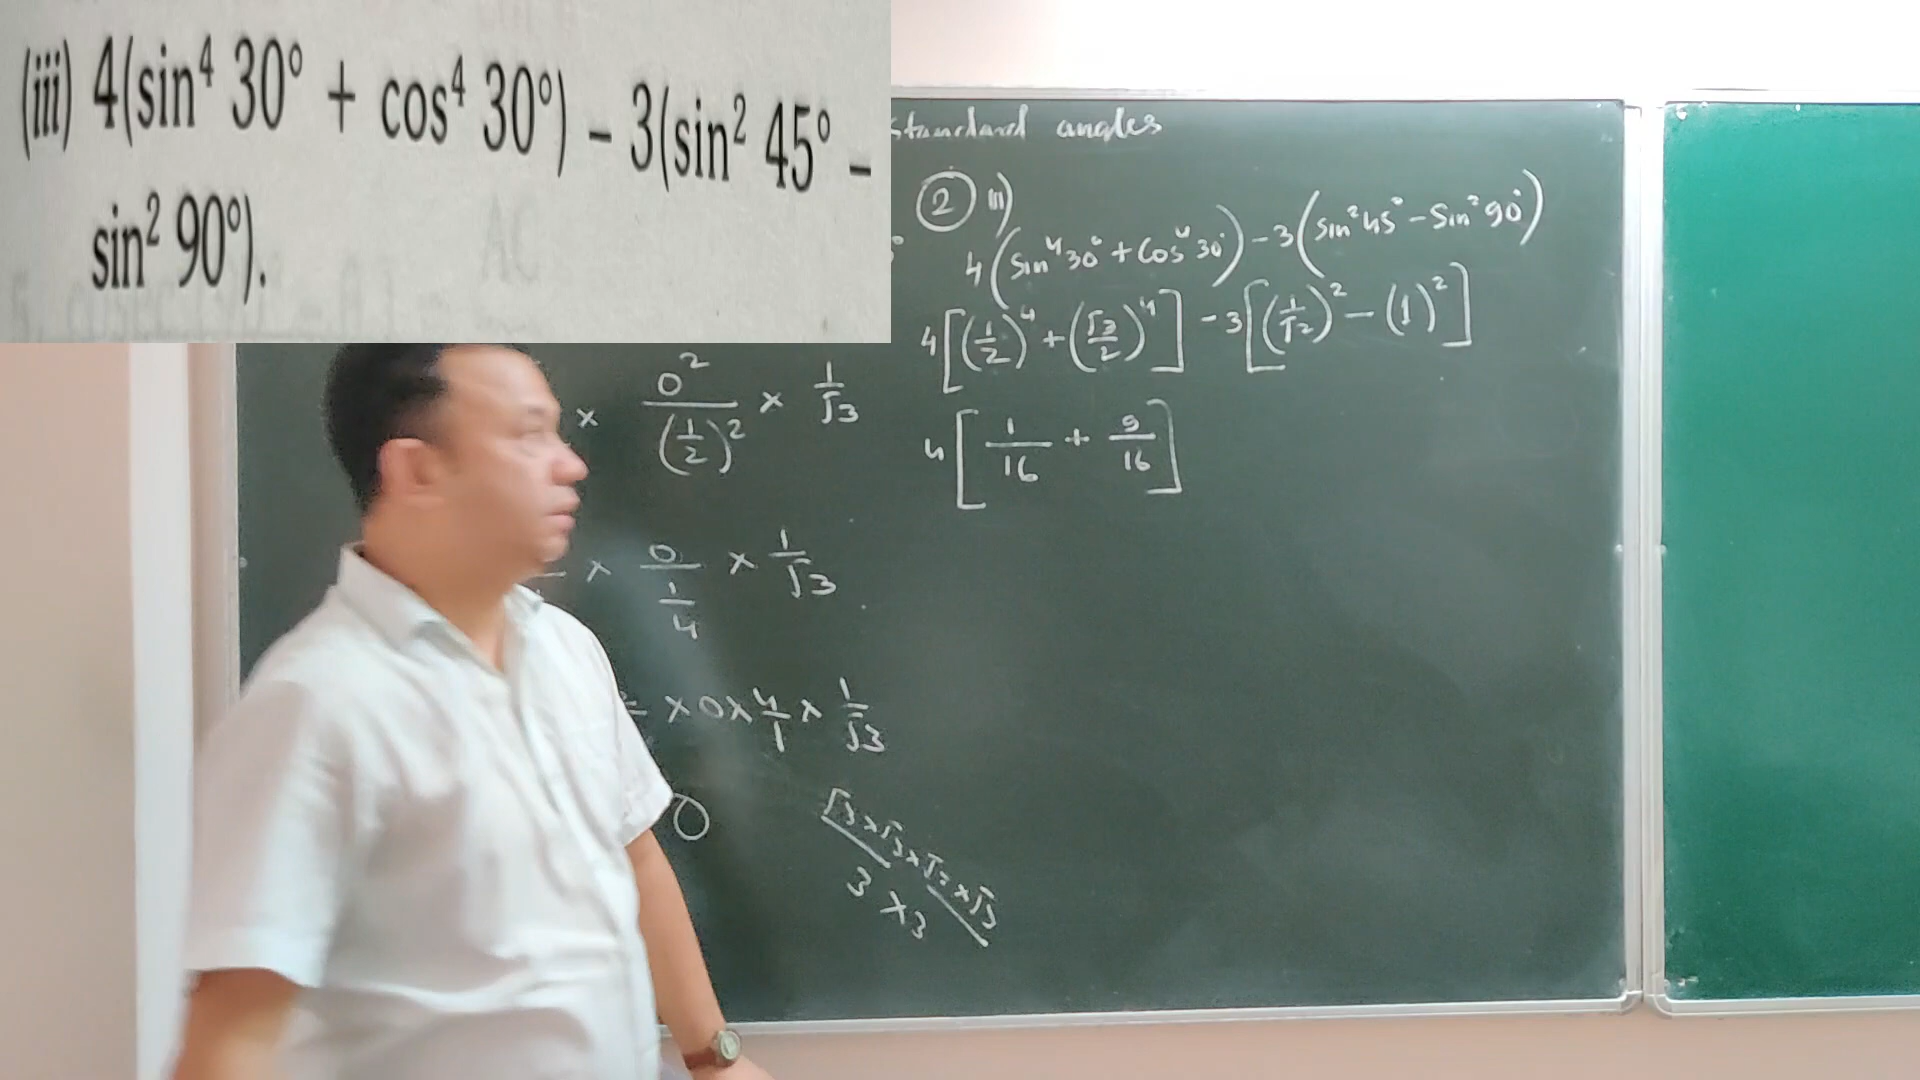 (iii) 4(sin⁴ 30° + cos⁴ 30°) – 3(sin² 45° –
sin² 90°).
standard angles
② iii)
4(sin⁴30° + cos⁴30°) – 3(sin²45° – sin²90°)
4[(1/2)⁴ + (√3/2)⁴] – 3[(1/√2)² – (1)²]
4[1/16 + 9/16]
× 0²/(1/2)² × 1/√3
× 0/(1/4) × 1/√3
× 0 × 4/1 × 1/√3
0
√3×√3×√3×√3
3 ×3